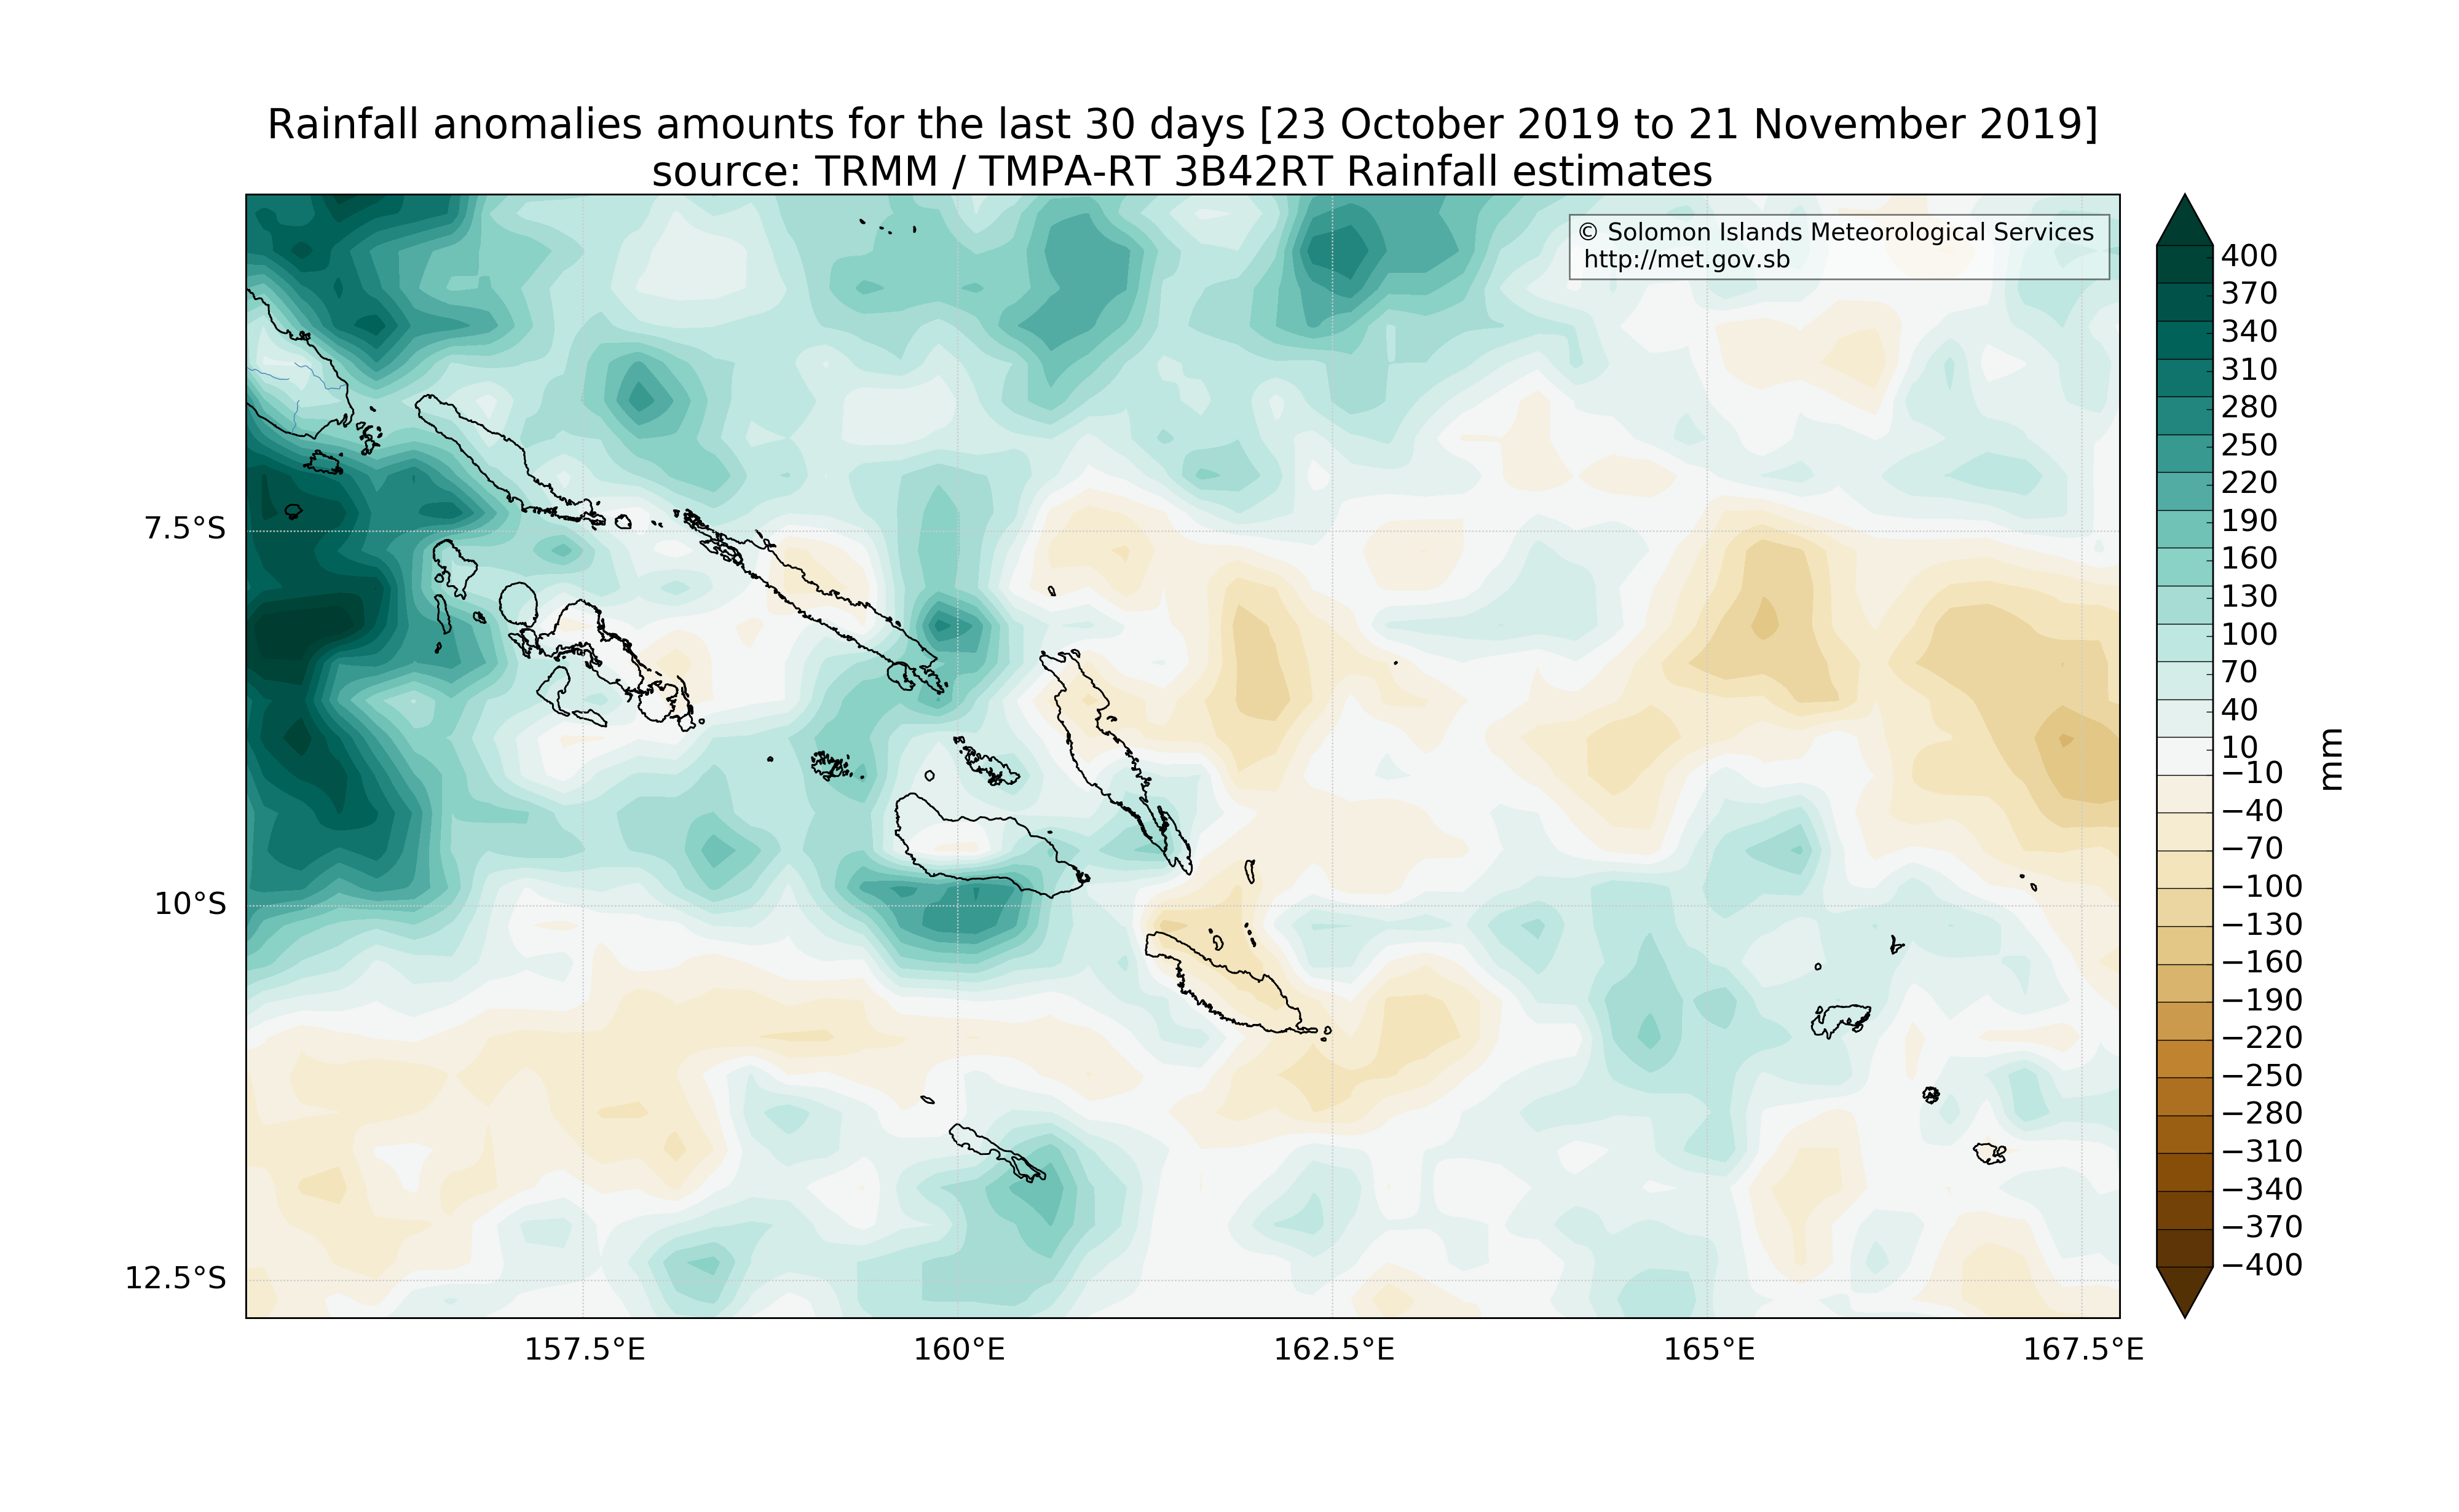 Rainfall anomalies amounts for the last 30 days [23 October 2019 to 21 November 2019]
source: TRMM / TMPA-RT 3B42RT Rainfall estimates
© Solomon Islands Meteorological Services
http://met.gov.sb
7.5°S
10°S
12.5°S
157.5°E
160°E
162.5°E
165°E
167.5°E
400
370
340
310
280
250
220
190
160
130
100
70
40
10
−10
−40
−70
−100
−130
−160
−190
−220
−250
−280
−310
−340
−370
−400
mm